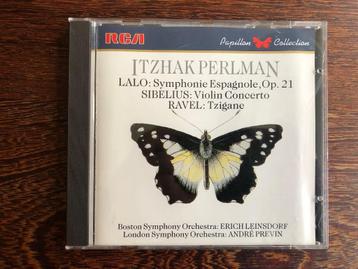 RCA Papillon Collection
ITZHAK PERLMAN
LALO: Symphonie Espagnole, Op. 21
SIBELIUS: Violin Concerto
RAVEL: Tzigane
Boston Symphony Orchestra: ERICH LEINSDORF
London Symphony Orchestra: ANDRÉ PREVIN